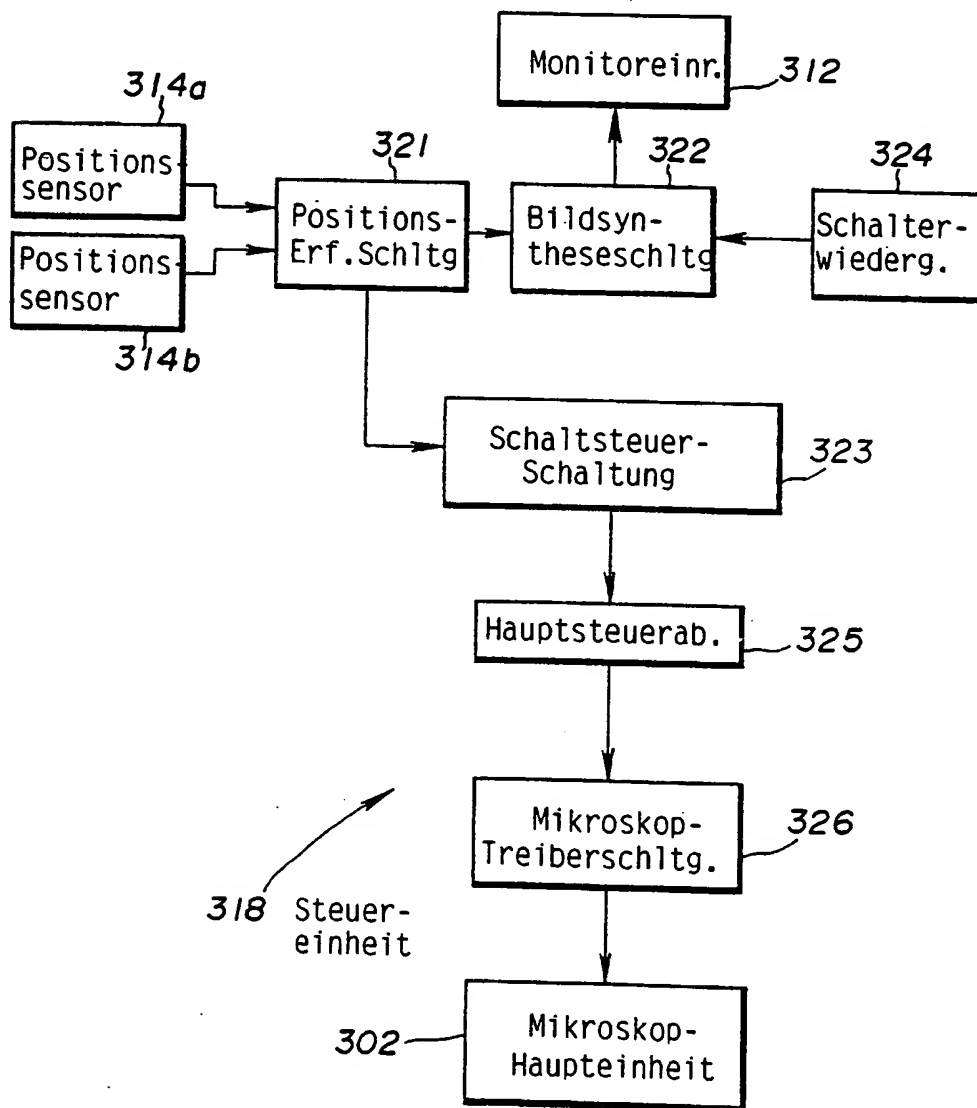 Monitoreinr.
312
314a
Positions-
sensor
Positions-
sensor
314b
321
Positions-
Erf.Schltg
322
Bildsyn-
theseschltg
324
Schalter-
wiederg.
Schaltsteuer-
Schaltung
323
Hauptsteuerab.
325
Mikroskop-
Treiberschltg.
326
318 Steuer-
einheit
302
Mikroskop-
Haupteinheit